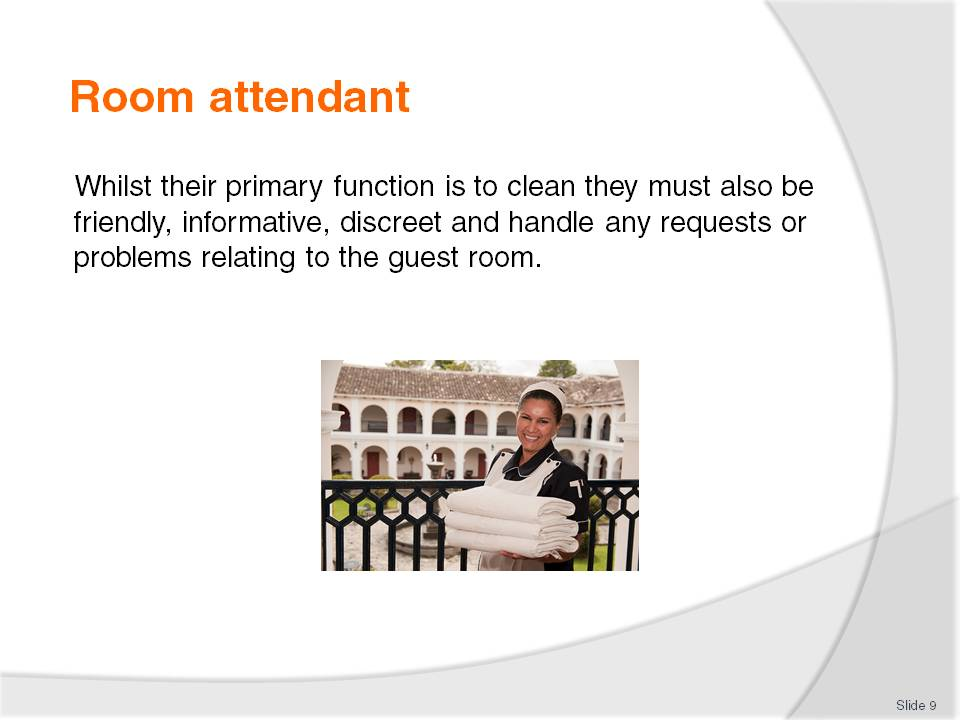 Room attendant
Whilst their primary function is to clean they must also be
friendly, informative, discreet and handle any requests or
problems relating to the guest room.
Slide 9